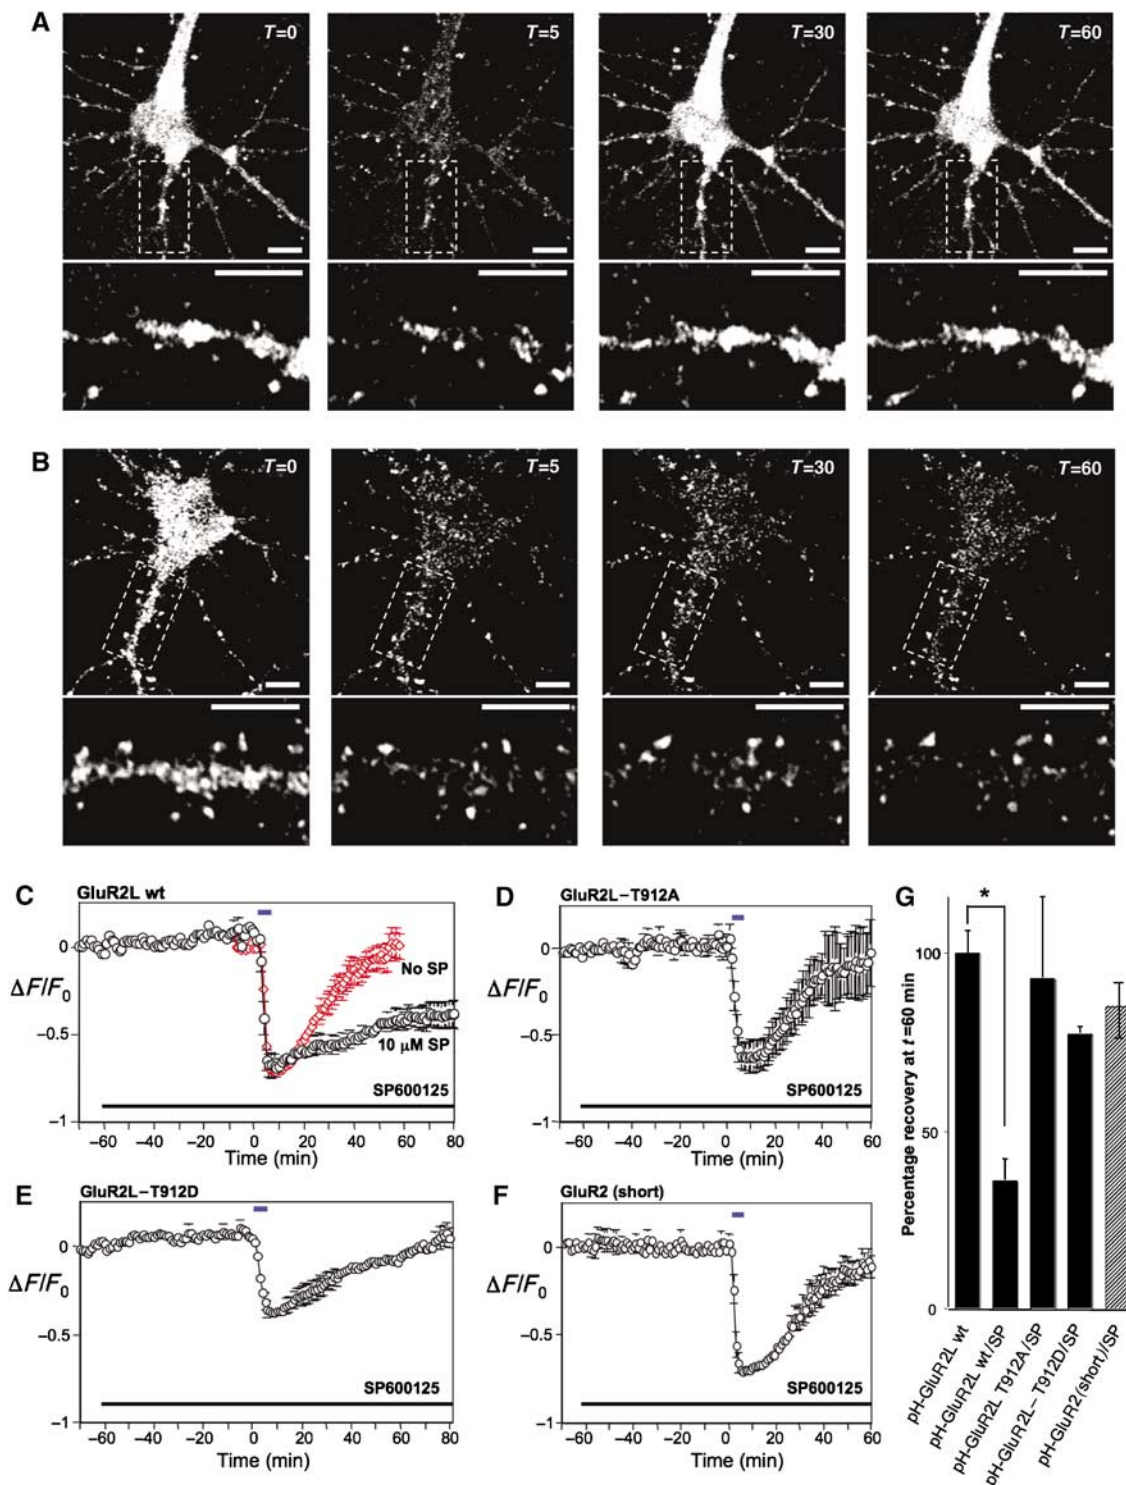 A
T=0
T=5
T=30
T=60
B
T=0
T=5
T=30
T=60
C
GluR2L wt
0
ΔF/F0
−0.5
−1
No SP
10 μM SP
SP600125
−60 −40 −20 0 20 40 60 80
Time (min)
D
GluR2L−T912A
0
ΔF/F0
−0.5
−1
SP600125
−60 −40 −20 0 20 40 60
Time (min)
E
GluR2L−T912D
0
ΔF/F0
−0.5
−1
SP600125
−60 −40 −20 0 20 40 60 80
Time (min)
F
GluR2 (short)
0
ΔF/F0
−0.5
−1
SP600125
−60 −40 −20 0 20 40 60
Time (min)
G
*
Percentage recovery at t=60 min
100
50
0
pH-GluR2L wt
pH-GluR2L wt/SP
pH-GluR2L T912A/SP
pH-GluR2L− T912D/SP
pH-GluR2 (short)/SP